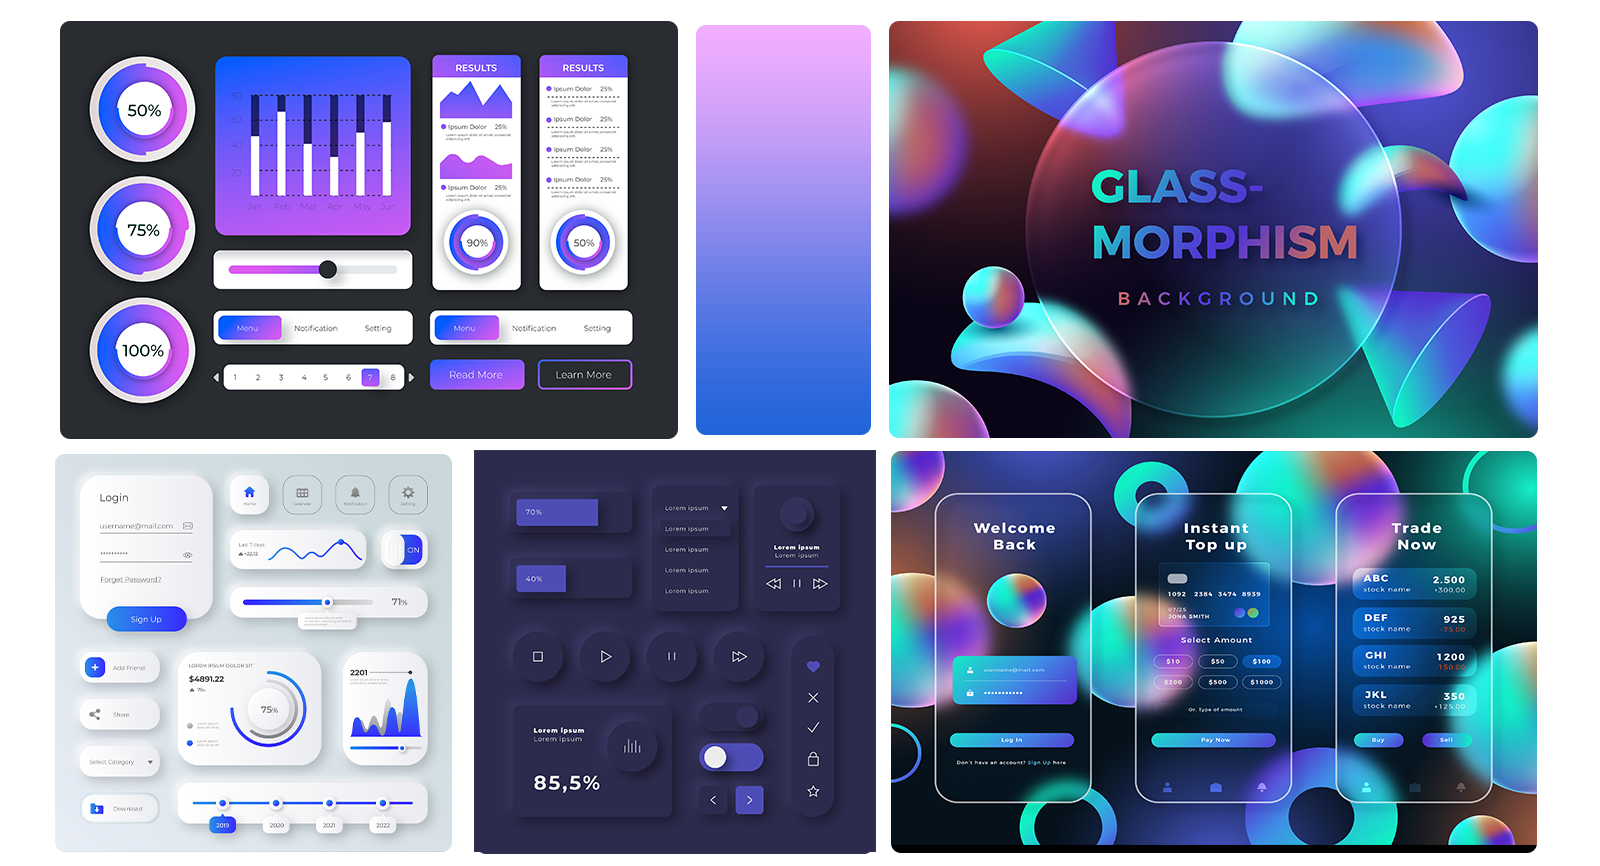 50%
75%
100%
80
60
40
20
Jan Feb Mar Apr May Jun
RESULTS
Ipsum Dolor 25%
Ipsum Dolor 25%
90%
RESULTS
Ipsum Dolor 25%
Ipsum Dolor 25%
Ipsum Dolor 25%
Ipsum Dolor 25%
50%
Menu Notification Setting
Menu Notification Setting
1 2 3 4 5 6 7 8
Read More
Learn More
GLASS-
MORPHISM
BACKGROUND
Login
username@mail.com
Forget Password?
Sign Up
Home
Calendar
Notification
Setting
Last 7 days
+22,12
ON
71%
Add Friend
Share
Select Category
Download
LOREM IPSUM DOLOR SIT
$4891.22
75%
75%
2201
2019 2020 2021 2022
70%
40%
Lorem ipsum
Lorem ipsum
Lorem ipsum
Lorem ipsum
Lorem ipsum
Lorem ipsum
Lorem ipsum
Lorem ipsum
Lorem ipsum
85,5%
Welcome
Back
username@mail.com
Log In
Don't have an account? Sign Up here
Instant
Top up
1092 2384 3474 8939
07/25
JONA SMITH
Select Amount
$10 $50 $100
$200 $500 $1000
Or. Type of amount
Pay Now
Trade
Now
ABC 2.500
stock name +300.00
DEF 925
stock name -75.00
GHI 1200
stock name 150.00
JKL 350
stock name +125.00
Buy Sell